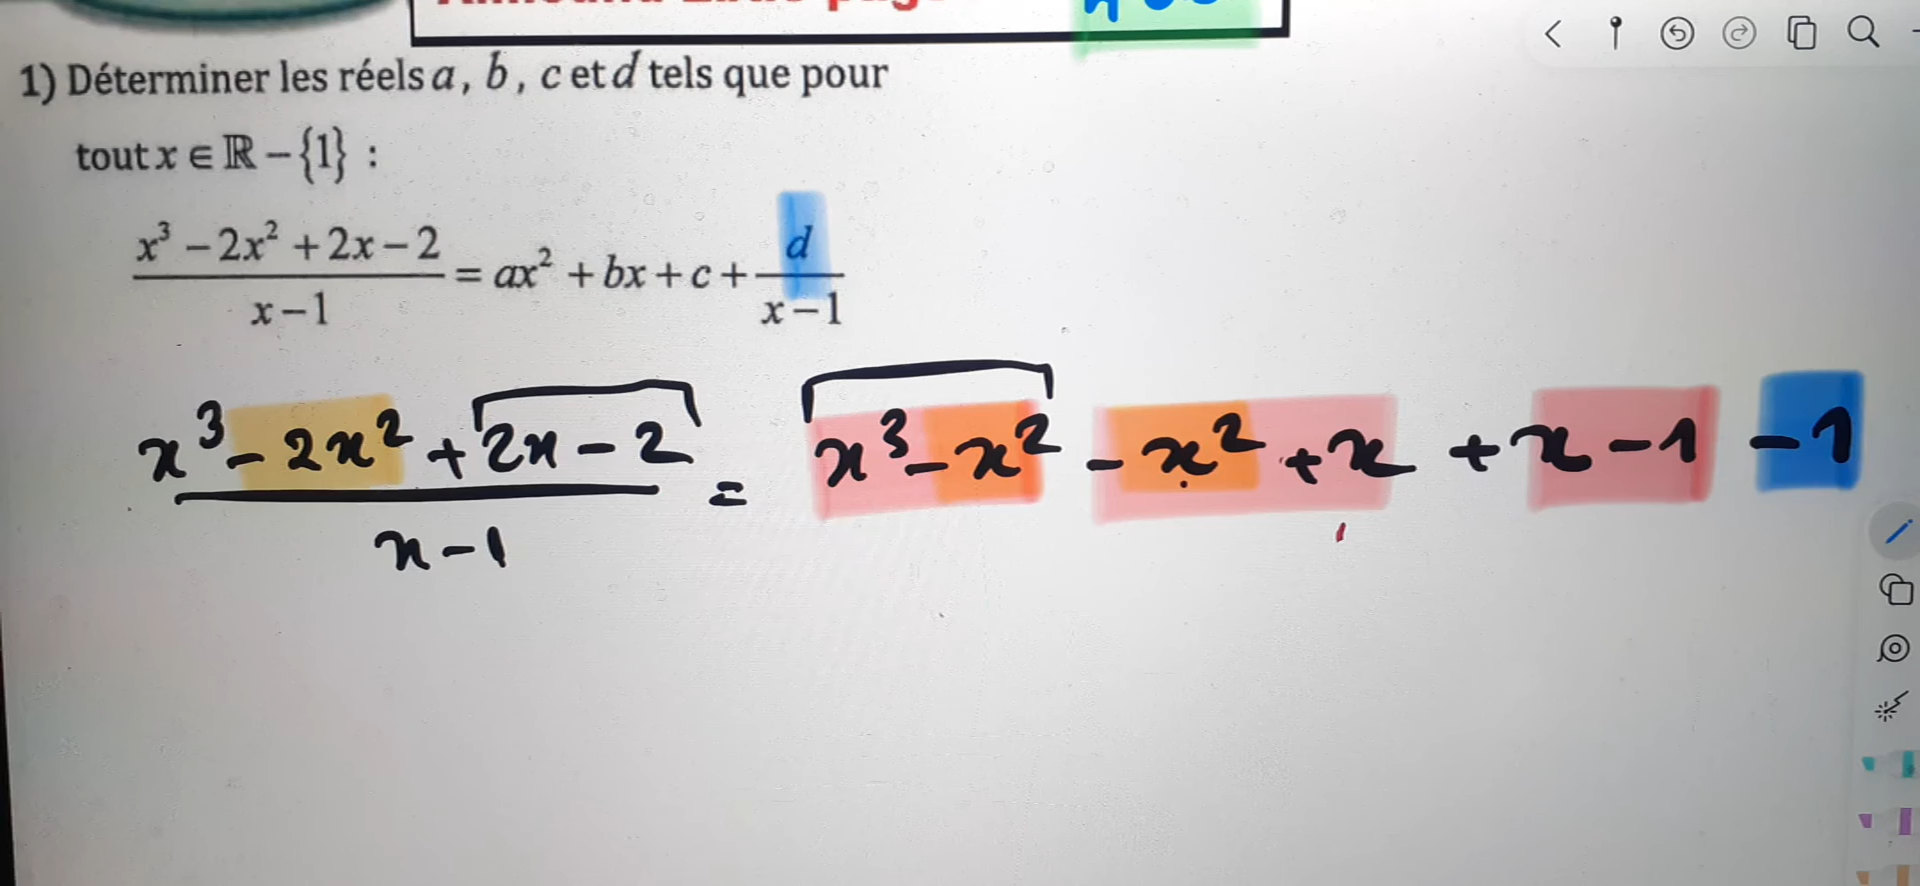 1) Déterminer les réels a, b, c et d tels que pour
tout x ∈ ℝ − {1} :
x³ − 2x² + 2x − 2 / x − 1 = ax² + bx + c + d / x − 1
x³ − 2x² + 2x − 2 / x − 1 = x³ − x² − x² + x + x − 1 − 1